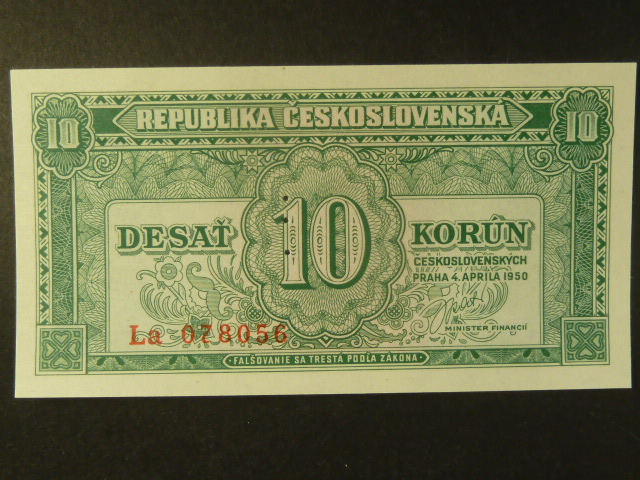 10 REPUBLIKA ČESKOSLOVENSKÁ 10
DESAŤ 10 KORÚN
ČESKOSLOVENSKÝCH
PRAHA 4. APRÍLA 1950
La 078056
MINISTER FINANCIÍ
FALŠOVANIE SA TRESTÁ PODĽA ZÁKONA